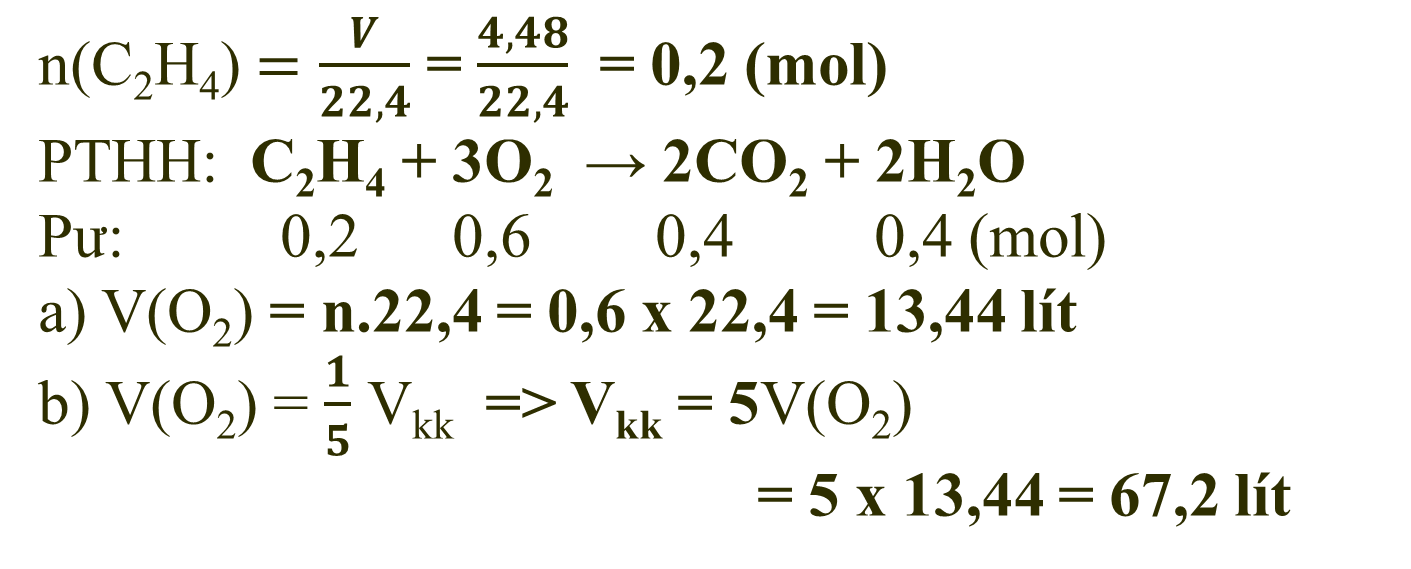 n(C₂H₄) = V/22,4 = 4,48/22,4 = 0,2 (mol)
PTHH: C₂H₄ + 3O₂ → 2CO₂ + 2H₂O
Pư: 0,2 0,6 0,4 0,4 (mol)
a) V(O₂) = n.22,4 = 0,6 x 22,4 = 13,44 lít
b) V(O₂) = 1/5 Vkk => Vkk = 5V(O₂)
= 5 x 13,44 = 67,2 lít